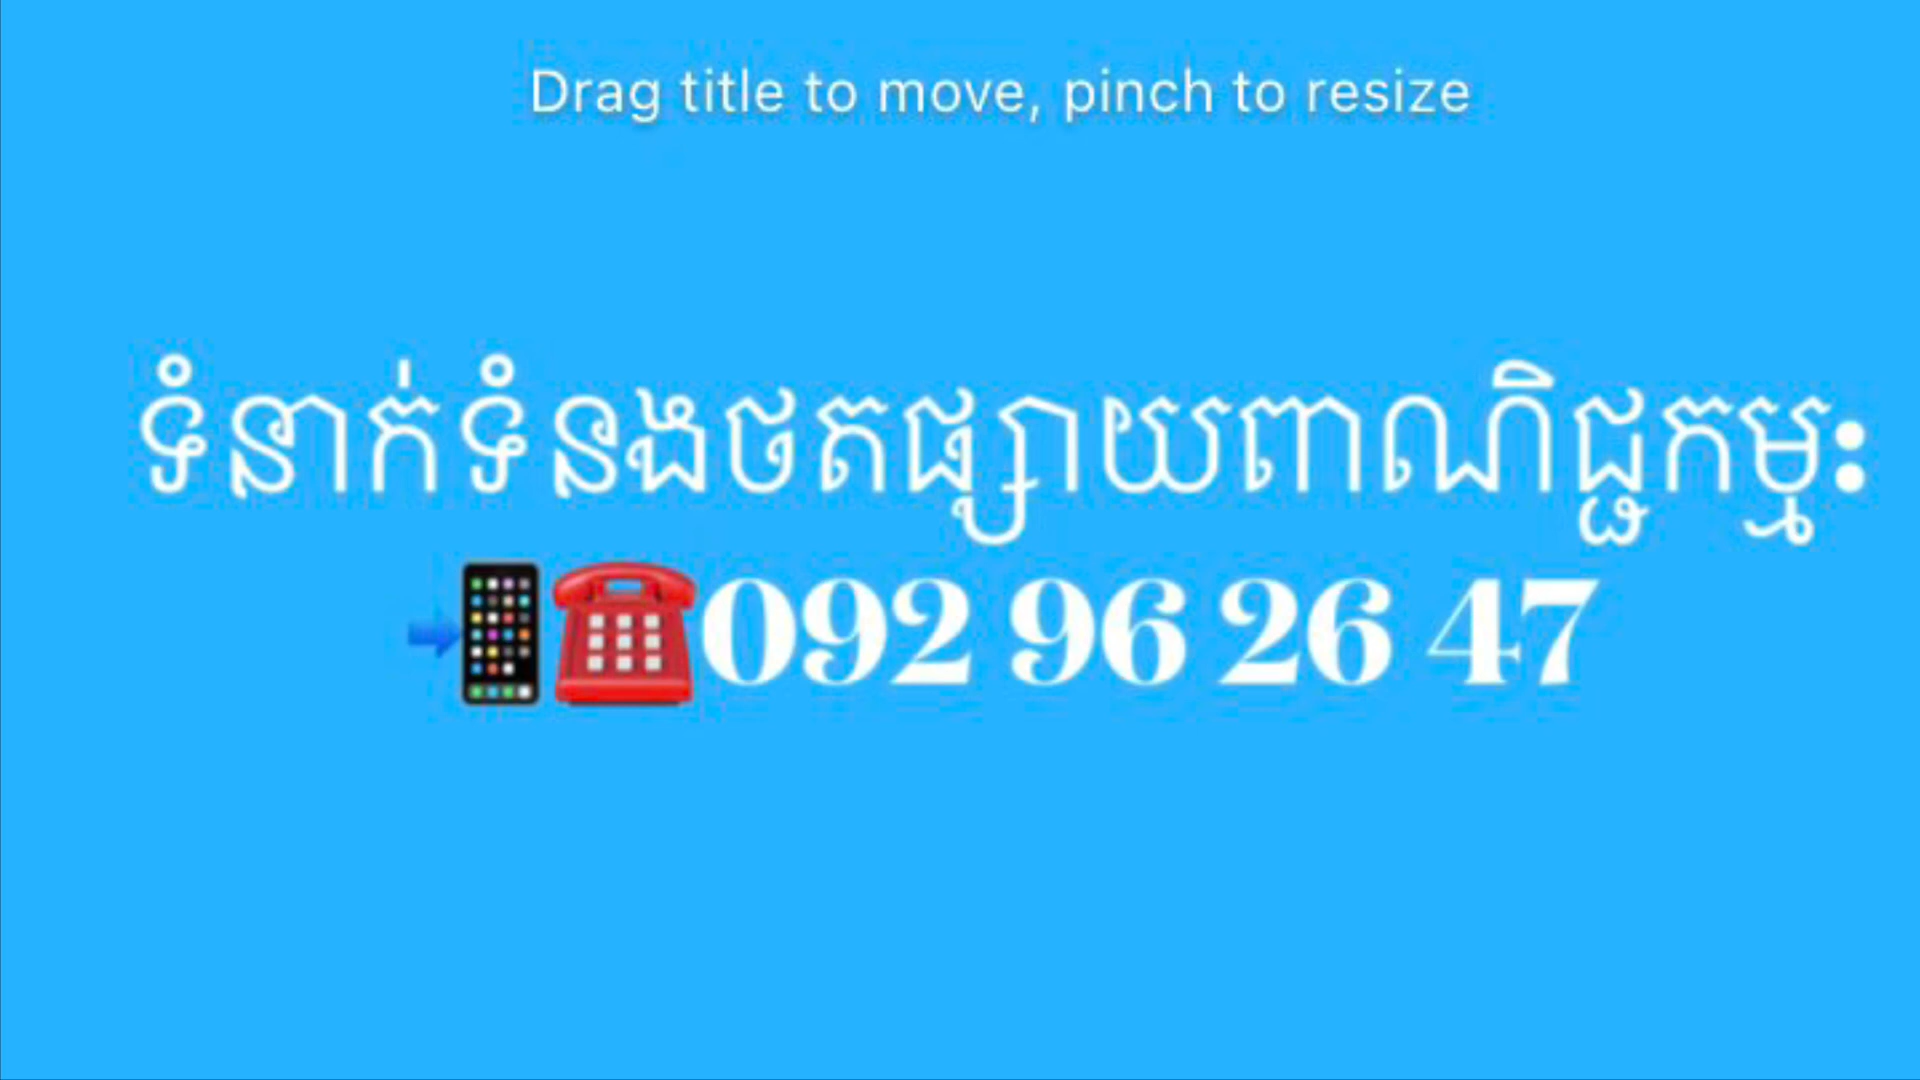 Drag title to move, pinch to resize
ទំនាក់ទំនងថតផ្សាយពាណិជ្ជកម្ម:
📲☎️092 96 26 47